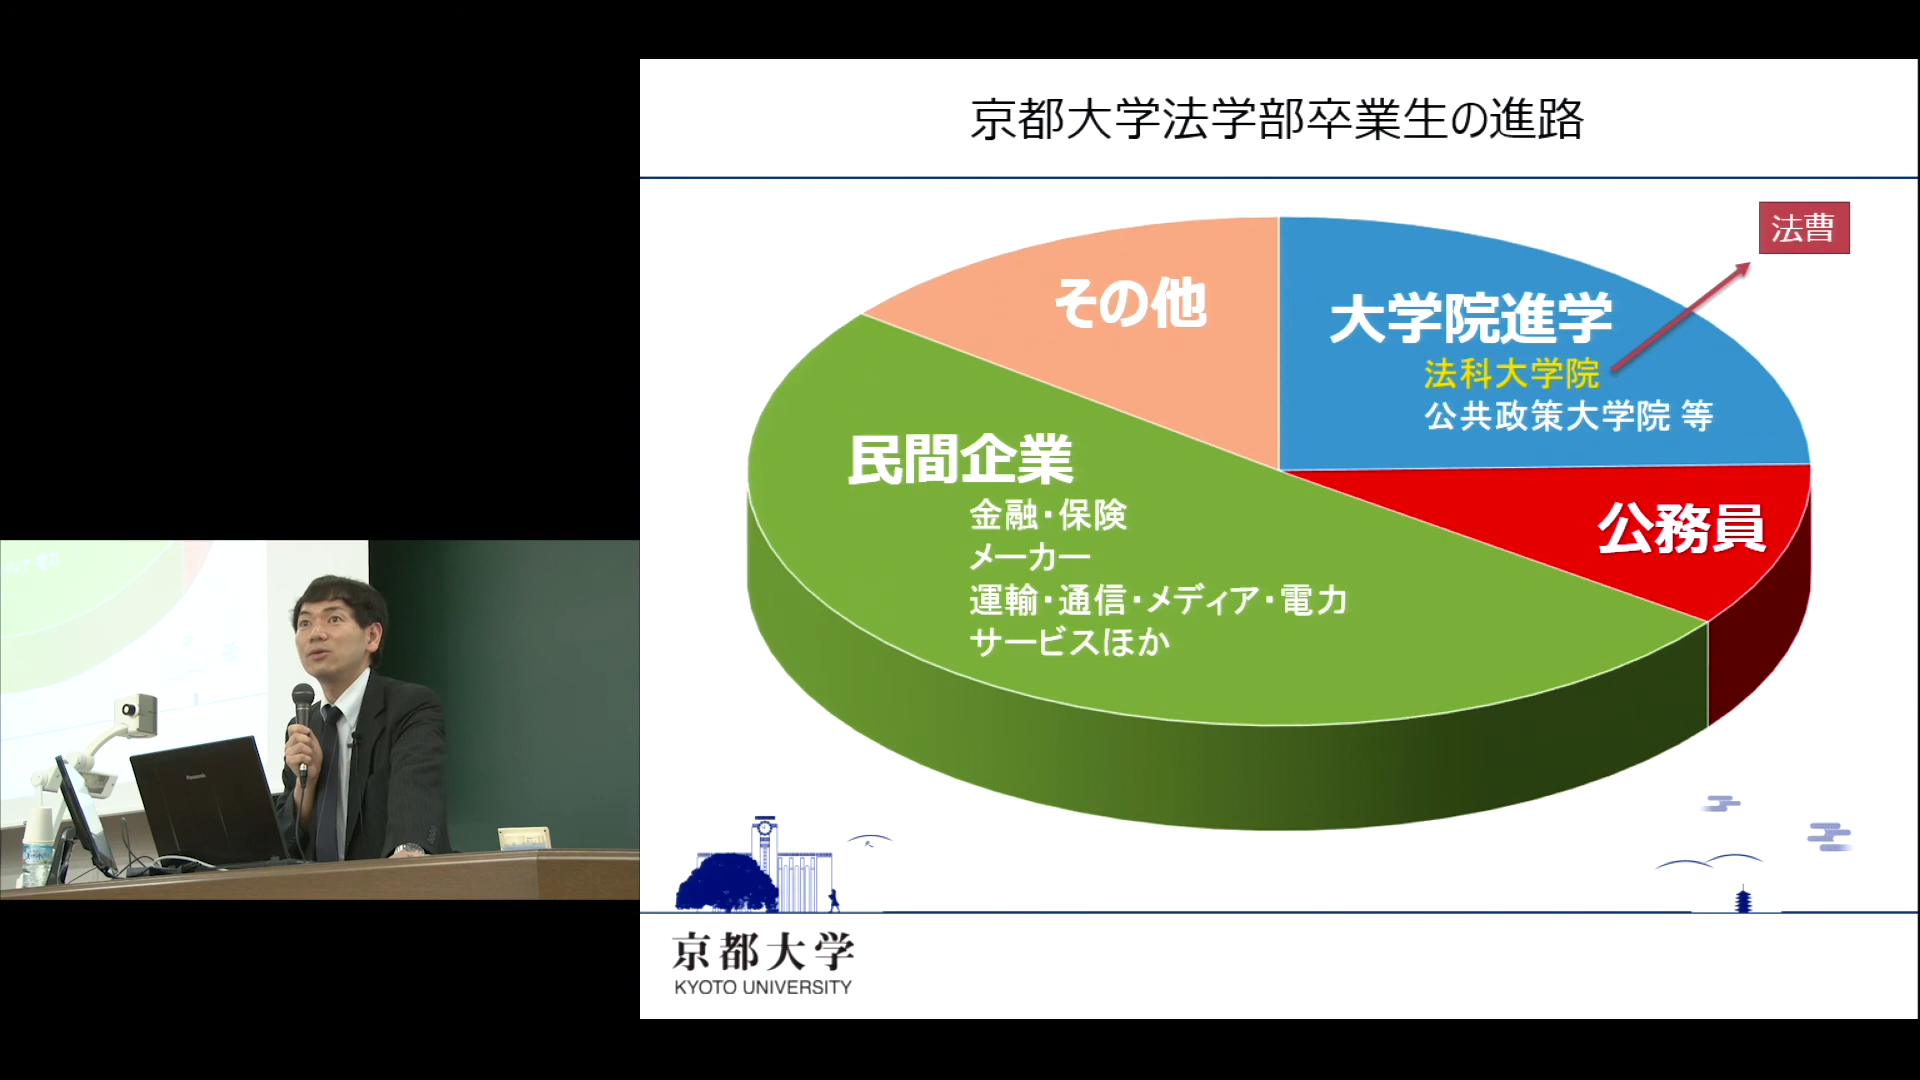 京都大学法学部卒業生の進路
法曹
その他
大学院進学
法科大学院
公共政策大学院 等
民間企業
金融・保険
メーカー
運輸・通信・メディア・電力
サービスほか
公務員
京都大学
KYOTO UNIVERSITY
Panasonic